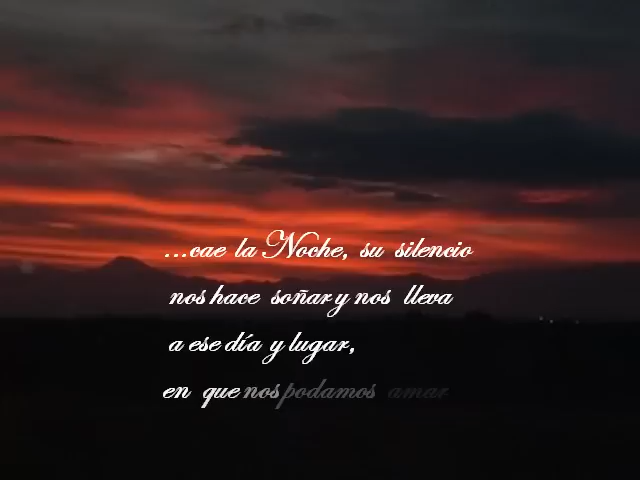 ...cae la Noche, su silencio
nos hace soñar y nos lleva
a ese día y lugar,
en que nos podamos amar